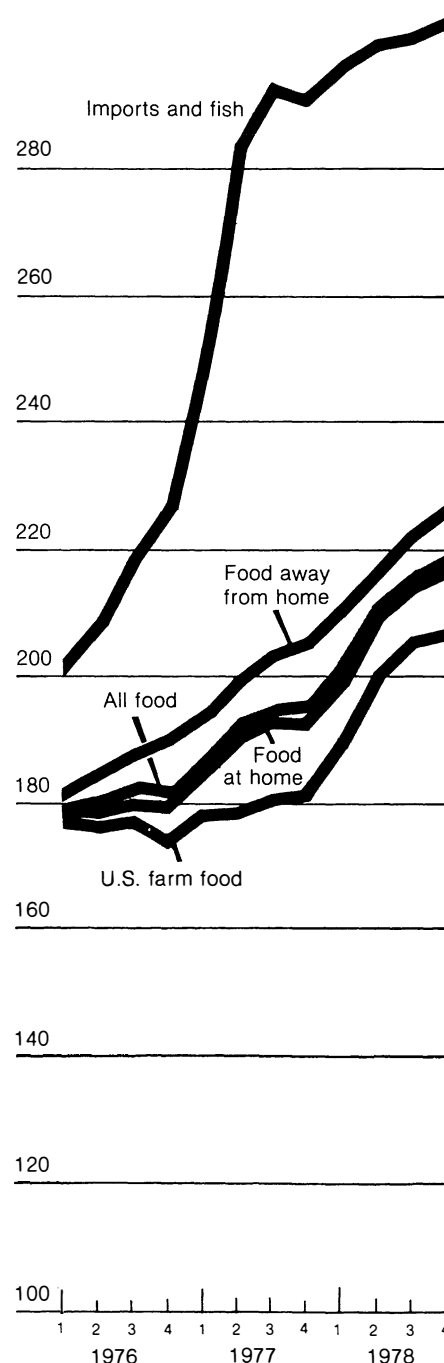 Imports and fish
280
260
240
220
Food away
from home
200
All food
Food
at home
180
U.S. farm food
160
140
120
100
1 2 3 4 1 2 3 4 1 2 3 4
1976 1977 1978